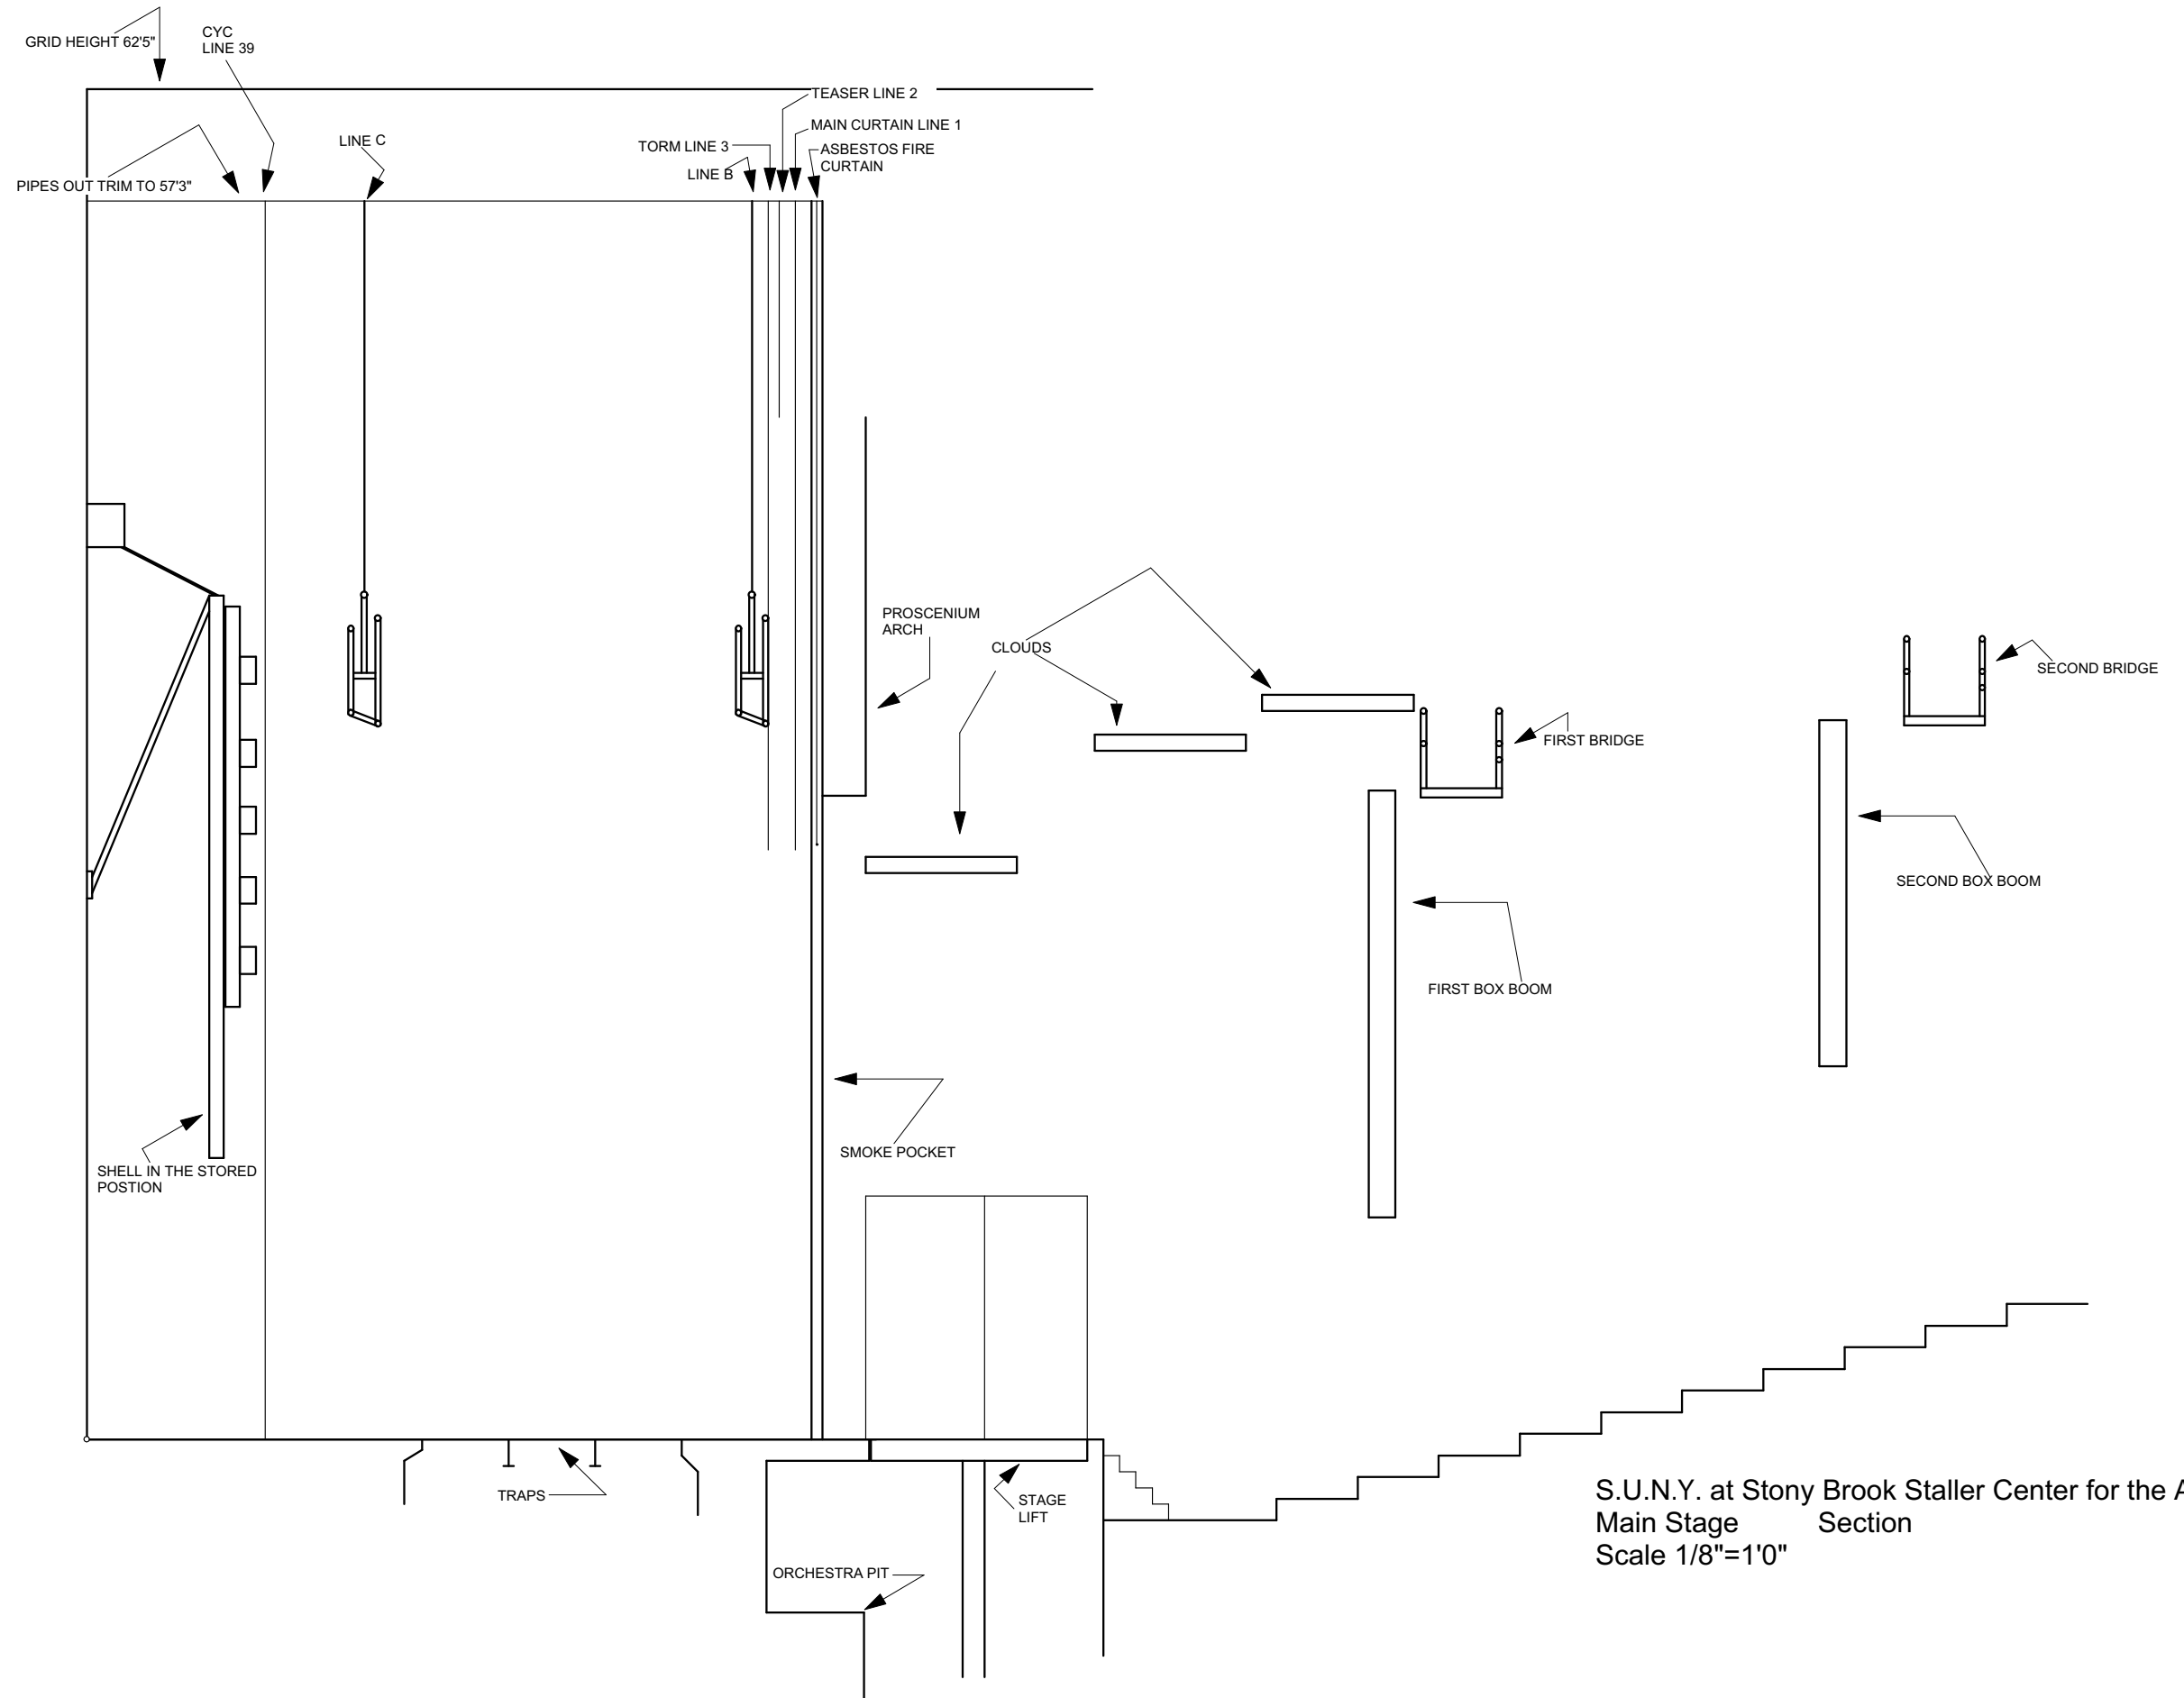 GRID HEIGHT 62'5"
CYC
LINE 39
TEASER LINE 2
MAIN CURTAIN LINE 1
LINE C
TORM LINE 3
ASBESTOS FIRE
CURTAIN
LINE B
PIPES OUT TRIM TO 57'3"
PROSCENIUM
ARCH
CLOUDS
SECOND BRIDGE
FIRST BRIDGE
SECOND BOX BOOM
FIRST BOX BOOM
SMOKE POCKET
SHELL IN THE STORED
POSTION
TRAPS
STAGE
LIFT
ORCHESTRA PIT
S.U.N.Y. at Stony Brook Staller Center for the A
Main Stage Section
Scale 1/8"=1'0"